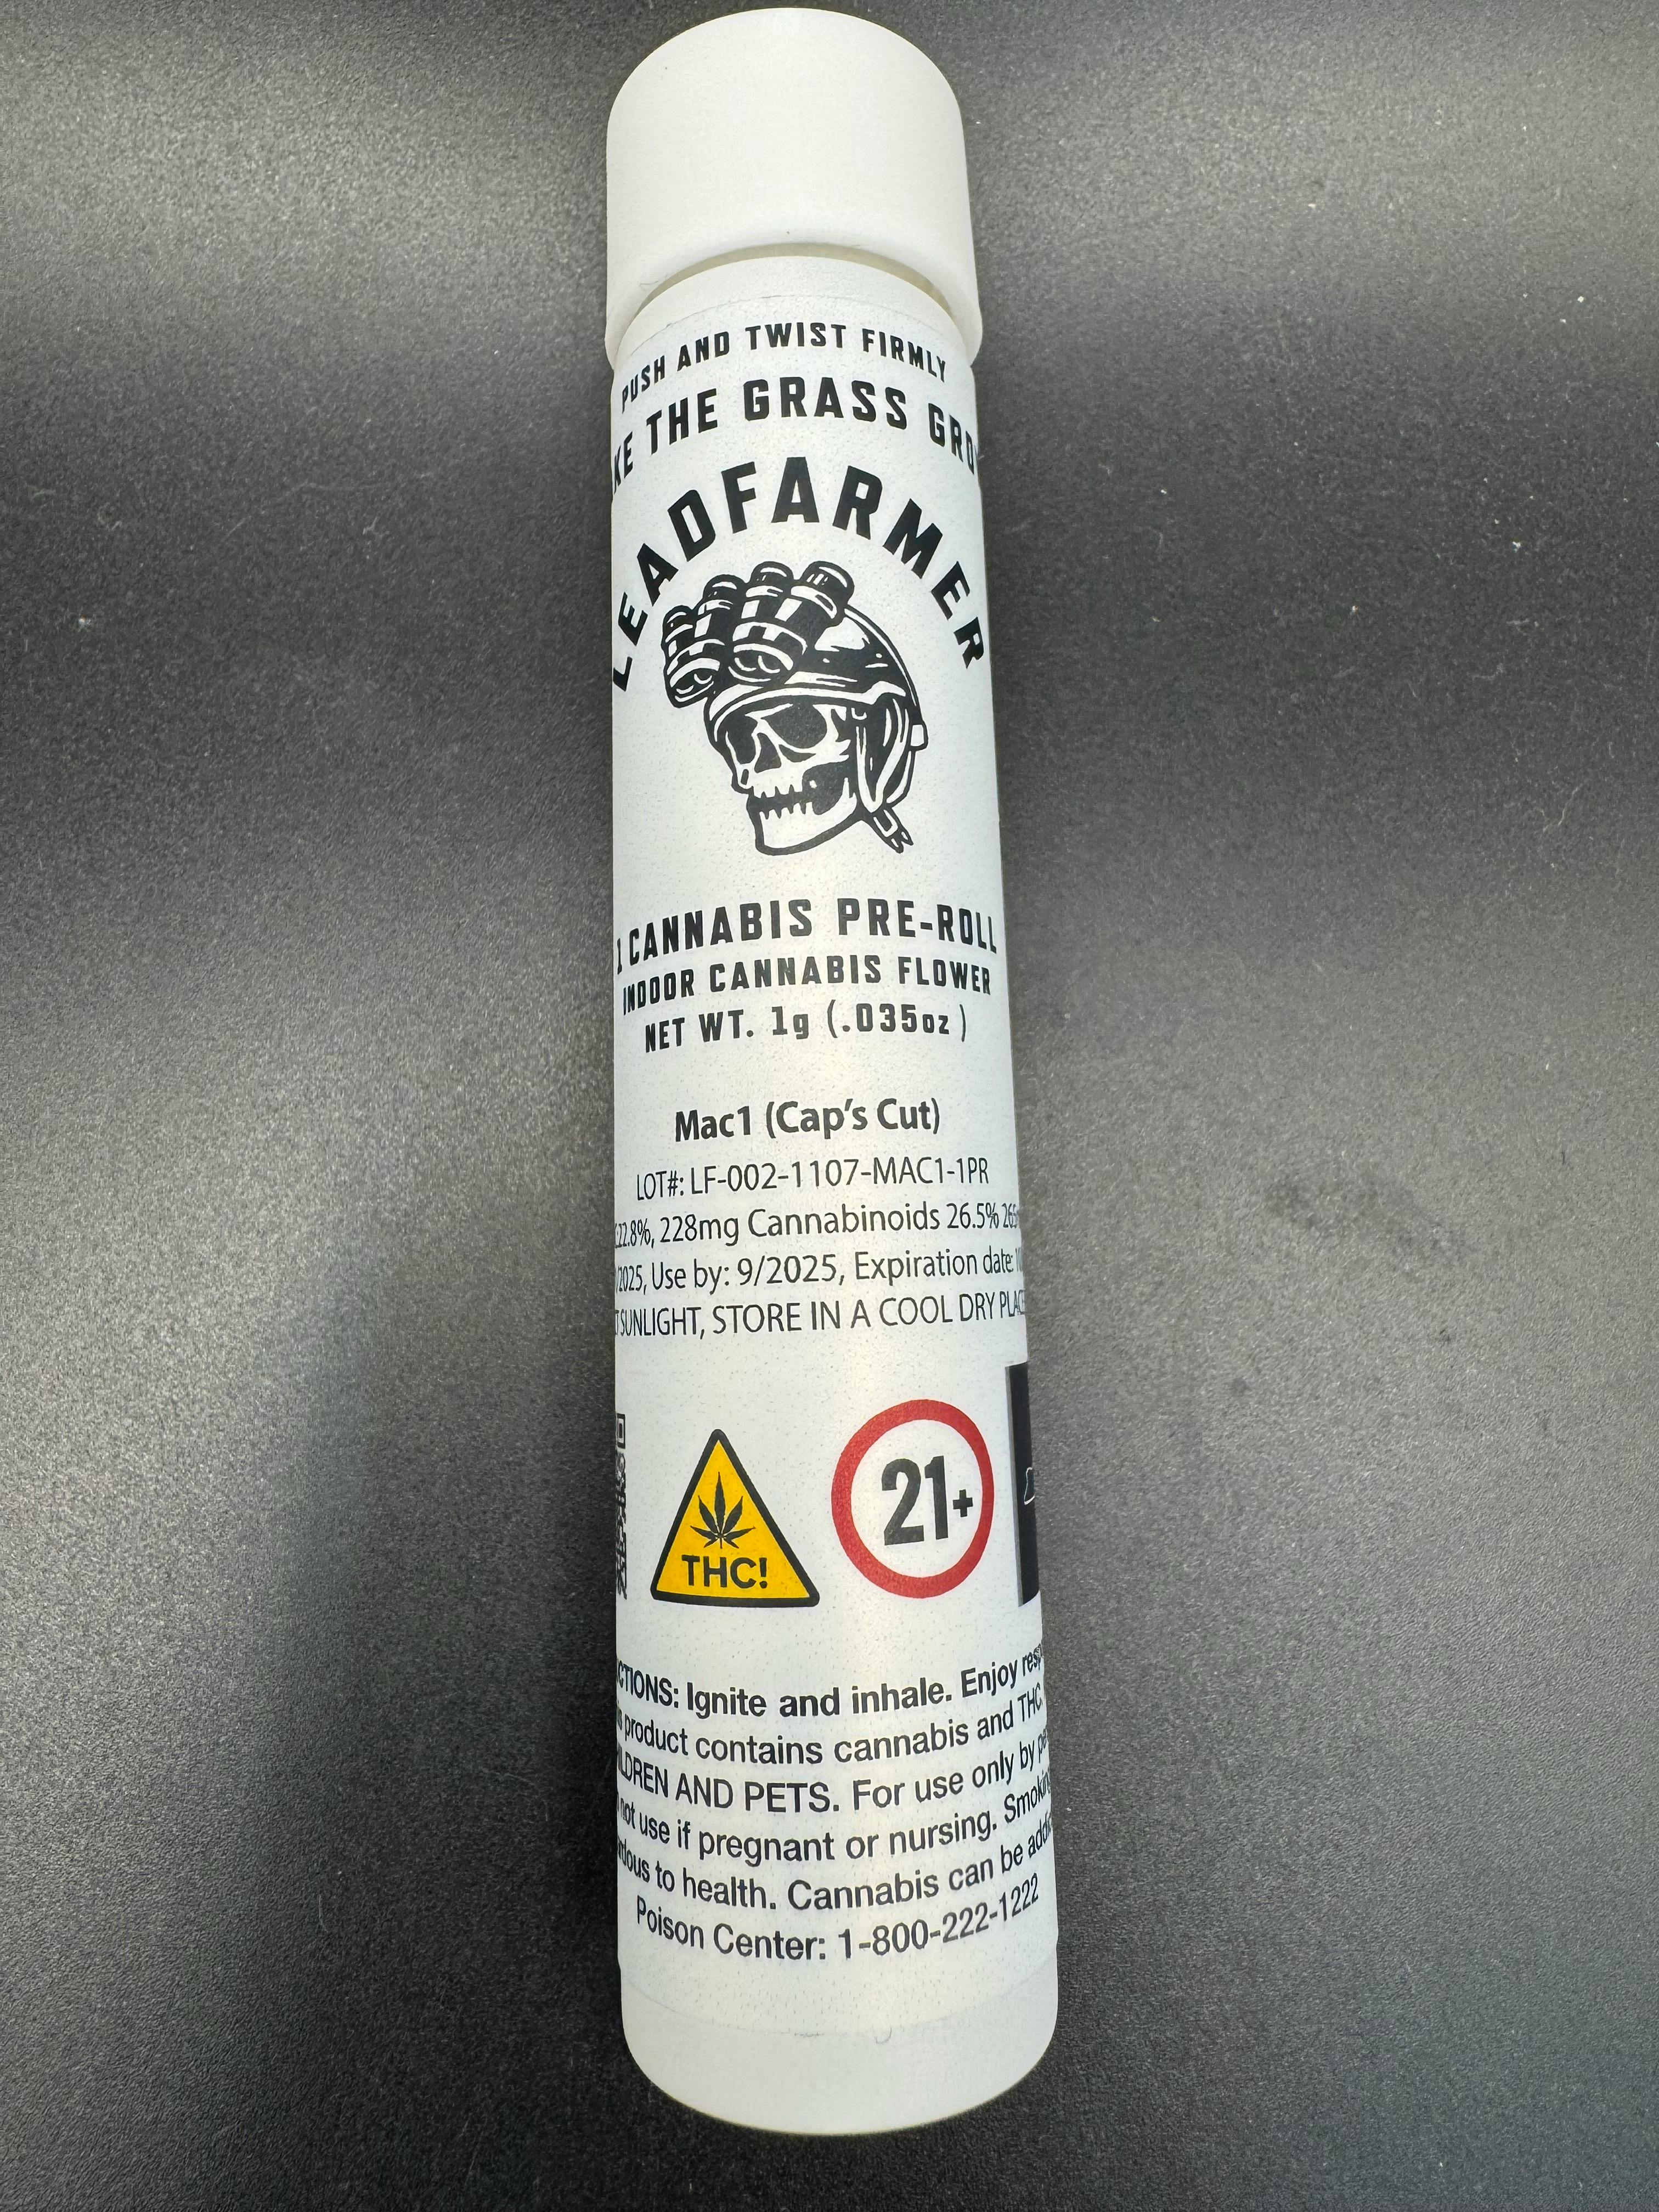 PUSH AND TWIST FIRMLY
THE GRASS
LEADFARMER
1 CANNABIS PRE-ROLL
INDOOR CANNABIS FLOWER
NET WT. 1g (.035oz )
Mac1 (Cap's Cut)
LOT#: LF-002-1107-MAC1-1PR
22.8%, 228mg Cannabinoids 26.5%
/2025, Use by: 9/2025, Expiration date:
SUNLIGHT, STORE IN A COOL DRY PLACE
THC!
21+
Ignite and inhale. Enjoy
product contains cannabis and THC.
AND PETS. For use only by
not use if pregnant or nursing.
to health. Cannabis can be
Poison Center: 1-800-222-1222